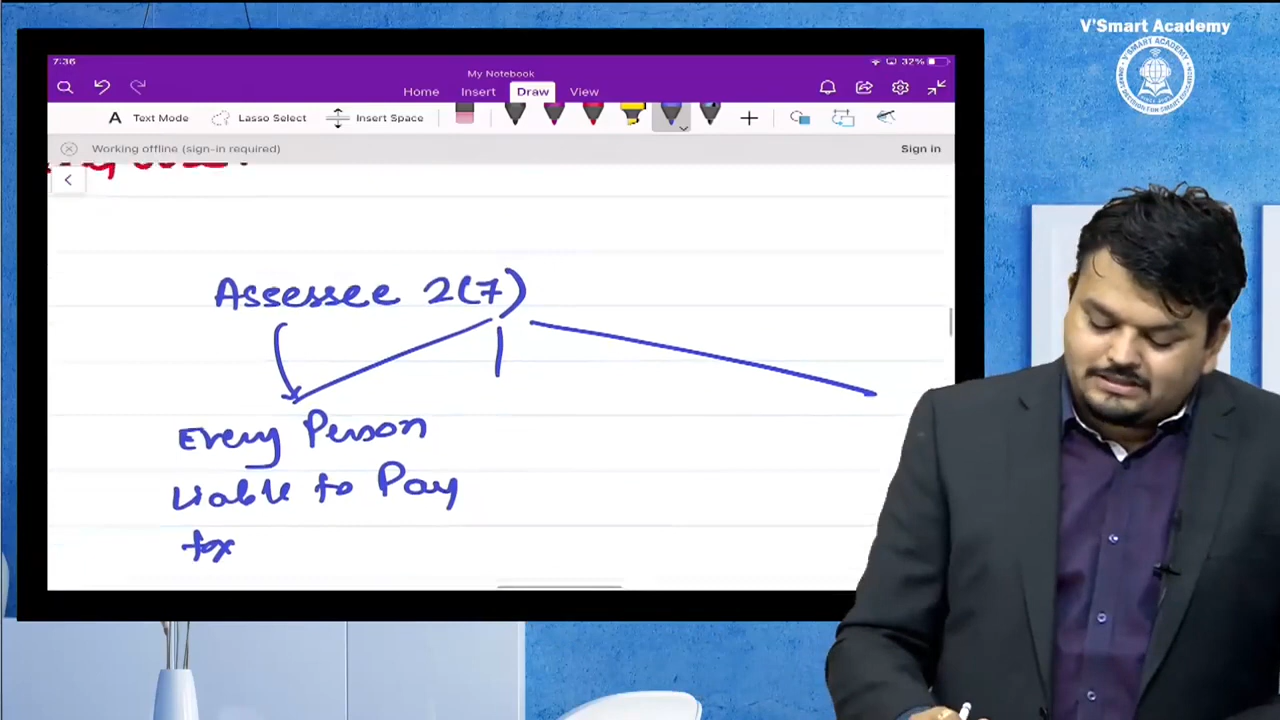 V'Smart Academy
7:36
32%
My Notebook
Home Insert Draw View
Text Mode Lasso Select Insert Space
Working offline (sign-in required) Sign in
Assessee 2(7)
Every Person
Liable to Pay
tax